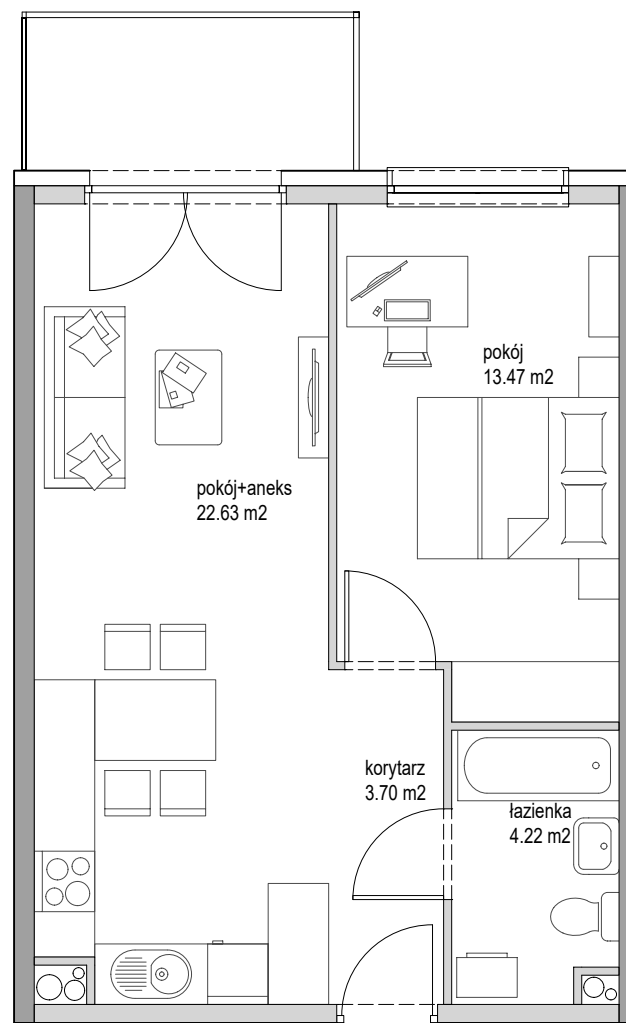 pokój
13.47 m2
pokój+aneks
22.63 m2
korytarz
3.70 m2
łazienka
4.22 m2